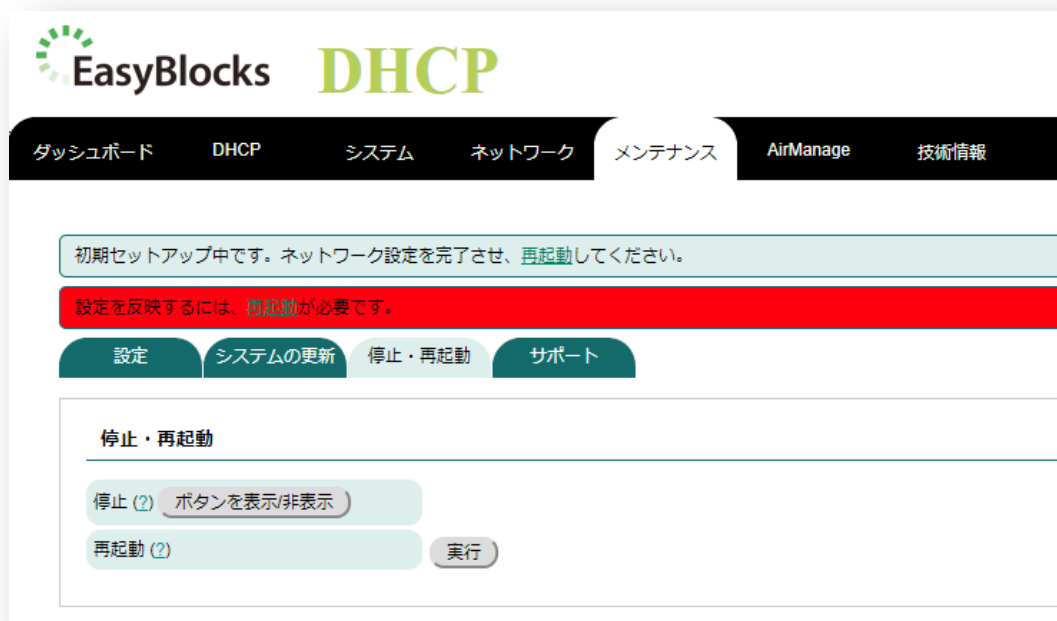 EasyBlocks DHCP
ダッシュボード DHCP システム ネットワーク メンテナンス AirManage 技術情報
初期セットアップ中です。ネットワーク設定を完了させ、再起動してください。
設定を反映するには、再起動が必要です。
設定 システムの更新 停止・再起動 サポート
停止・再起動
停止 (?) ボタンを表示/非表示
再起動 (?) 実行